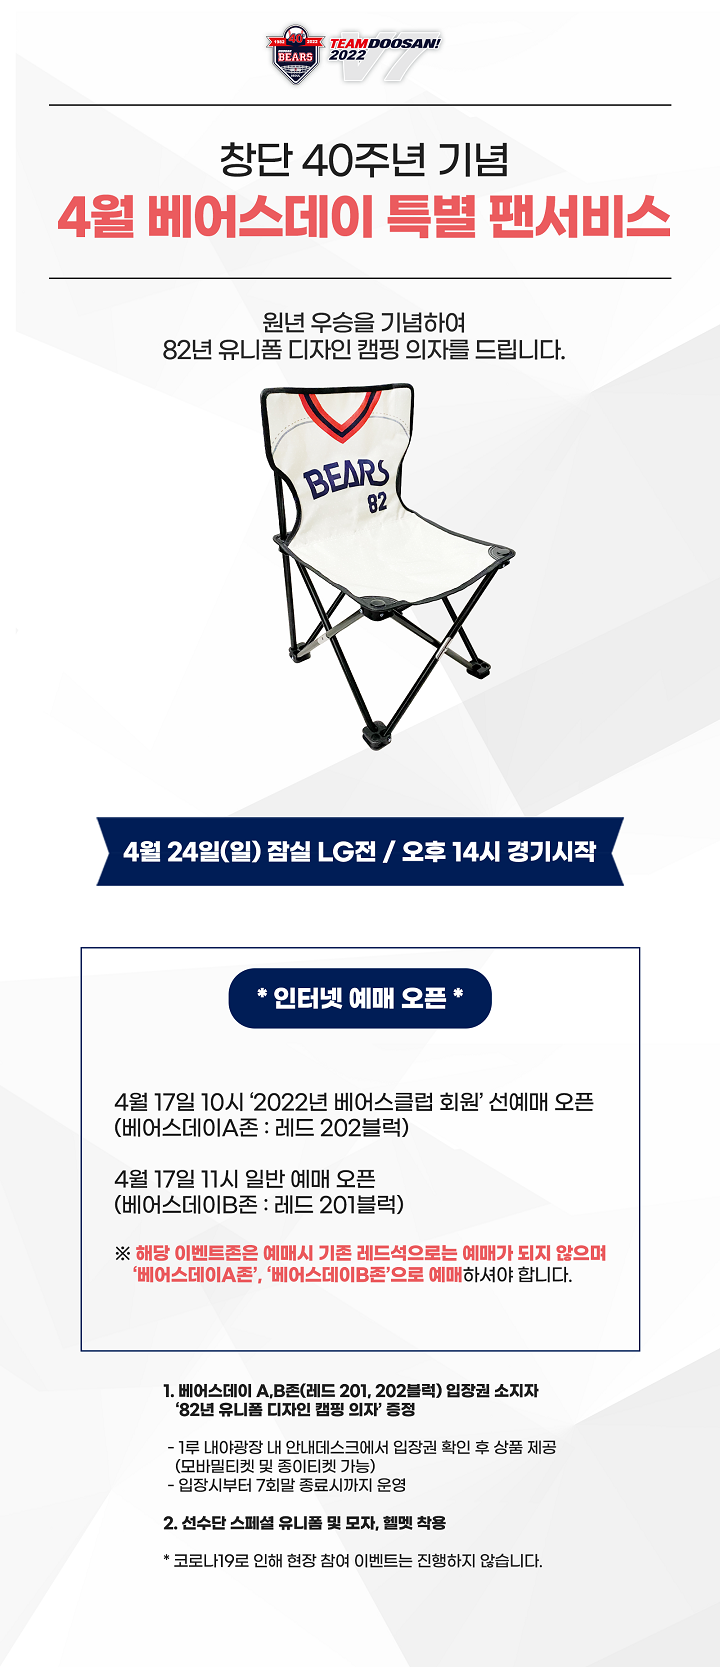 1982 40 2022
BEARS
TEAMDOOSAN!
2022
V7
창단 40주년 기념
4월 베어스데이 특별 팬서비스
원년 우승을 기념하여
82년 유니폼 디자인 캠핑 의자를 드립니다.
BEARS
82
4월 24일(일) 잠실 LG전 / 오후 14시 경기시작
* 인터넷 예매 오픈 *
4월 17일 10시 ‘2022년 베어스클럽 회원’ 선예매 오픈
(베어스데이A존 : 레드 202블럭)
4월 17일 11시 일반 예매 오픈
(베어스데이B존 : 레드 201블럭)
※ 해당 이벤트존은 예매시 기존 레드석으로는 예매가 되지 않으며
‘베어스데이A존’, ‘베어스데이B존’으로 예매하셔야 합니다.
1. 베어스데이 A,B존(레드 201, 202블럭) 입장권 소지자
‘82년 유니폼 디자인 캠핑 의자’ 증정
- 1루 내야광장 내 안내데스크에서 입장권 확인 후 상품 제공
(모바밀티켓 및 종이티켓 가능)
- 입장시부터 7회말 종료시까지 운영
2. 선수단 스페셜 유니폼 및 모자, 헬멧 착용
* 코로나19로 인해 현장 참여 이벤트는 진행하지 않습니다.